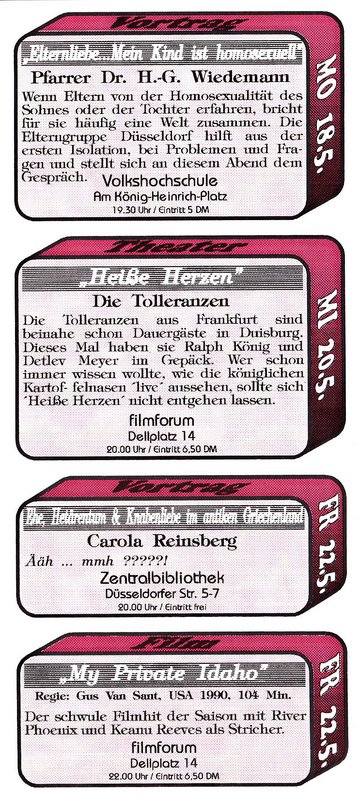 Vortrag
MO 18.5.
„Elternliebe...Mein Kind ist homosexuell"
Pfarrer Dr. H.-G. Wiedemann
Wenn Eltern von der Homosexualität des
Sohnes oder der Tochter erfahren, bricht
für sie häufig eine Welt zusammen. Die
Elterngruppe Düsseldorf hilft aus der
ersten Isolation, bei Problemen und Fra-
gen und stellt sich an diesem Abend dem
Gespräch.
Volkshochschule
Am König-Heinrich-Platz
19.30 Uhr / Eintritt 5 DM
Theater
MI 20.5.
„Heiße Herzen"
Die Tolleranzen
Die Tolleranzen aus Frankfurt sind
beinahe schon Dauergäste in Duisburg.
Dieses Mal haben sie Ralph König und
Detlev Meyer im Gepäck. Wer schon
immer wissen wollte, wie die königlichen
Kartof- felnasen ´live´ aussehen, sollte sich
´Heiße Herzen´ nicht entgehen lassen.
filmforum
Dellplatz 14
20.00 Uhr / Eintritt 6,50 DM
Vortrag
FR 22.5.
Ehe, Hetärentum & Knabenliebe im antiken Griechenland
Carola Reinsberg
Ääh ... mmh ?????!
Zentralbibliothek
Düsseldorfer Str. 5-7
20.00 Uhr / Eintritt frei
Film
FR 22.5.
„My Private Idaho"
Regie: Gus Van Sant, USA 1990, 104 Min.
Der schwule Filmhit der Saison mit River
Phoenix und Keanu Reeves als Stricher.
filmforum
Dellplatz 14
22.00 Uhr / Eintritt 6,50 DM